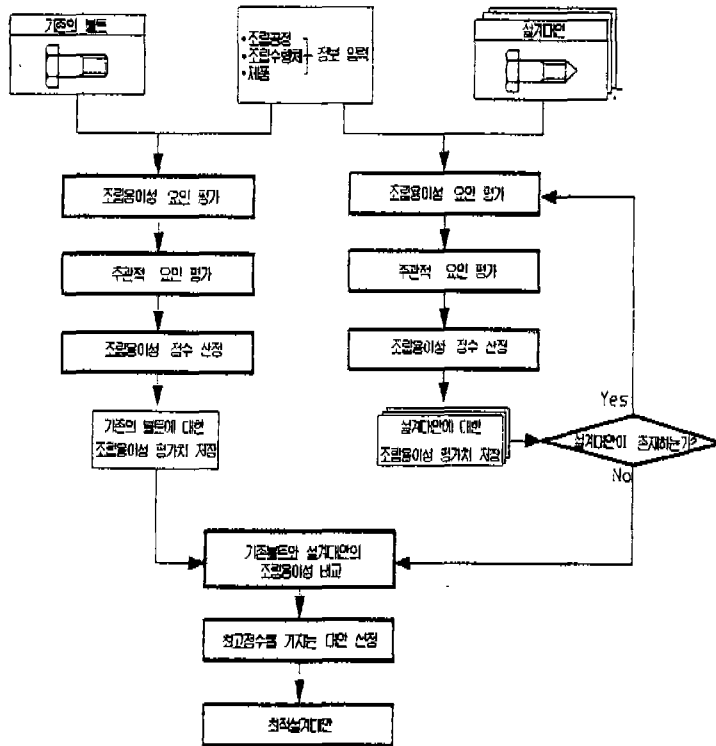 기존의 볼트
•조립공정
•조립수행체
•제품
정보 입력
설계대안
조립용이성 요인 평가
조립용이성 요인 평가
주관적 요인 평가
주관적 요인 평가
조립용이성 점수 산정
조립용이성 점수 산정
기존의 볼트에 대한
조립용이성 평가치 저장
설계대안에 대한
조립용이성 평가치 저장
Yes
설계대안이 존재하는가?
No
기존볼트와 설계대안의
조립용이성 비교
최고점수를 가지는 대안 선정
최적설계대안